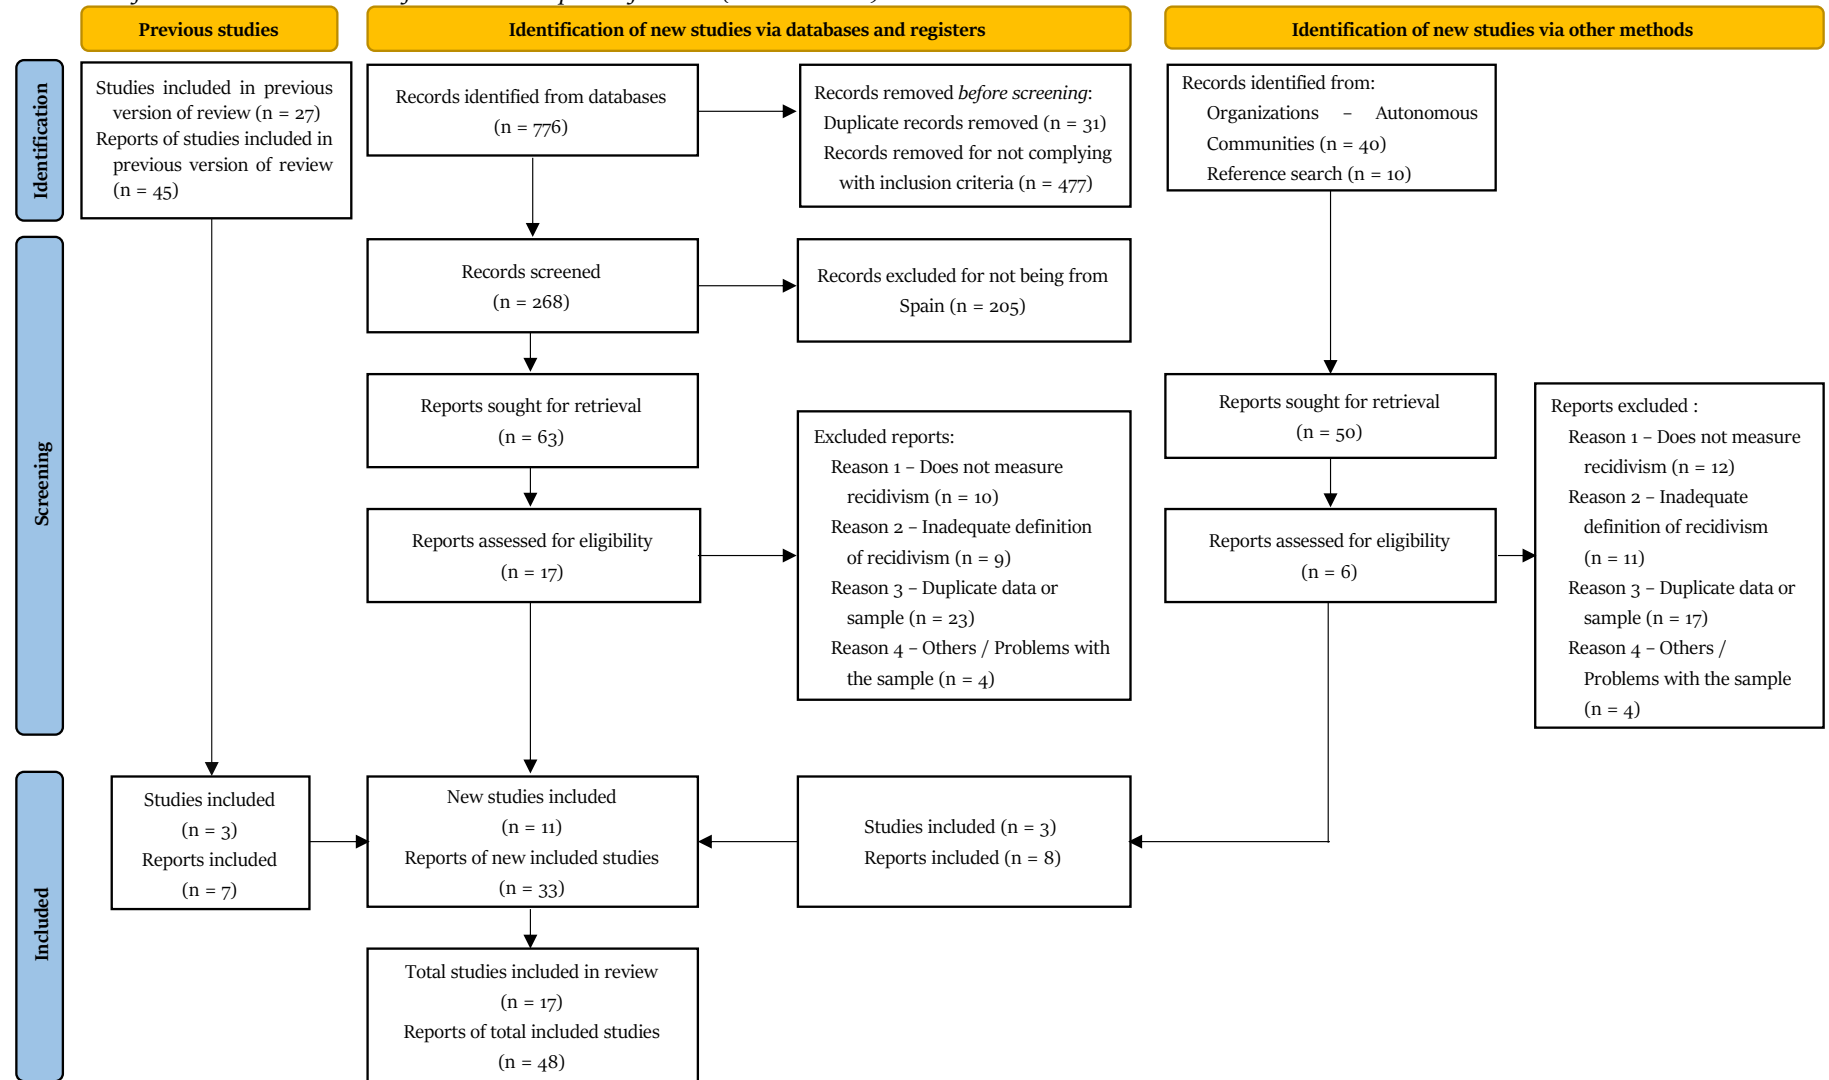 Previous studies
Identification of new studies via databases and registers
Identification of new studies via other methods
Identification
Studies included in previous
version of review (n = 27)
Reports of studies included in
previous version of review
(n = 45)
Records identified from databases
(n = 776)
Records removed before screening:
Duplicate records removed (n = 31)
Records removed for not complying
with inclusion criteria (n = 477)
Records identified from:
Organizations – Autonomous
Communities (n = 40)
Reference search (n = 10)
Screening
Records screened
(n = 268)
Records excluded for not being from
Spain (n = 205)
Reports sought for retrieval
(n = 63)
Reports assessed for eligibility
(n = 17)
Excluded reports:
Reason 1 – Does not measure
recidivism (n = 10)
Reason 2 – Inadequate definition
of recidivism (n = 9)
Reason 3 – Duplicate data or
sample (n = 23)
Reason 4 – Others / Problems with
the sample (n = 4)
Reports sought for retrieval
(n = 50)
Reports assessed for eligibility
(n = 6)
Reports excluded :
Reason 1 – Does not measure
recidivism (n = 12)
Reason 2 – Inadequate
definition of recidivism
(n = 11)
Reason 3 – Duplicate data or
sample (n = 17)
Reason 4 – Others /
Problems with the sample
(n = 4)
Included
Studies included
(n = 3)
Reports included
(n = 7)
New studies included
(n = 11)
Reports of new included studies
(n = 33)
Studies included (n = 3)
Reports included (n = 8)
Total studies included in review
(n = 17)
Reports of total included studies
(n = 48)